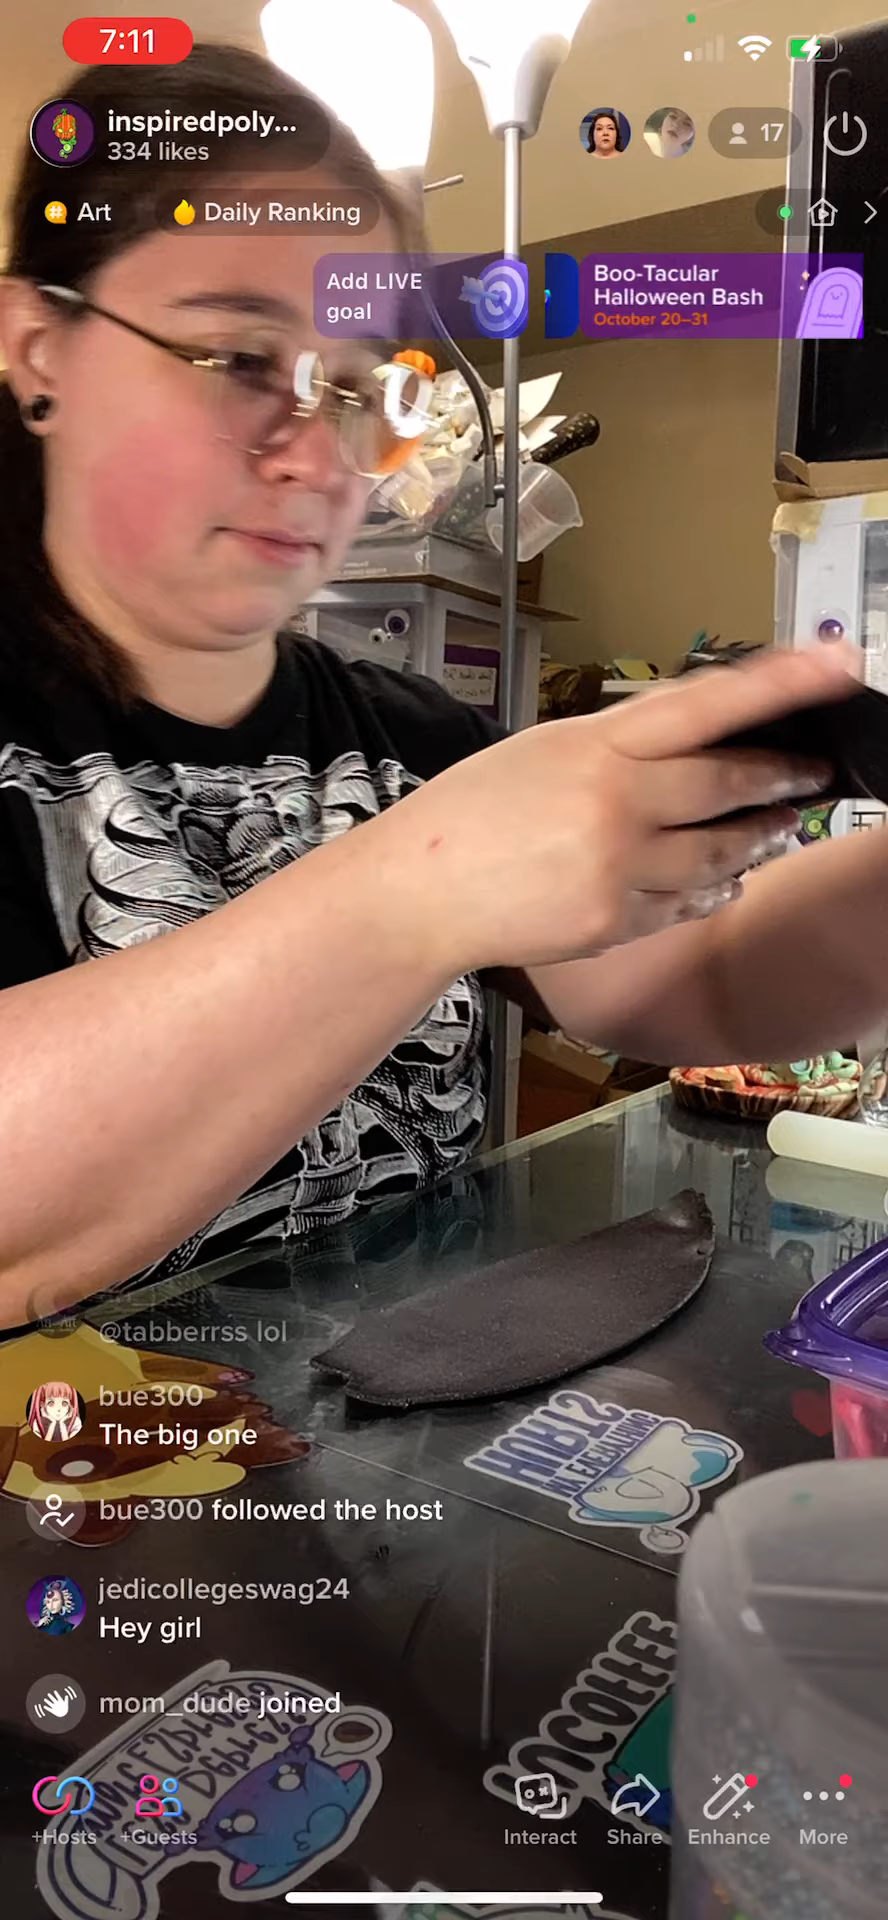 7:11
inspiredpoly...
334 likes
17
Art
Daily Ranking
Add LIVE
goal
Boo-Tacular
Halloween Bash
October 20–31
@tabberrss lol
bue300
The big one
bue300 followed the host
jedicollegeswag24
Hey girl
mom_dude joined
+Hosts
+Guests
Interact
Share
Enhance
More